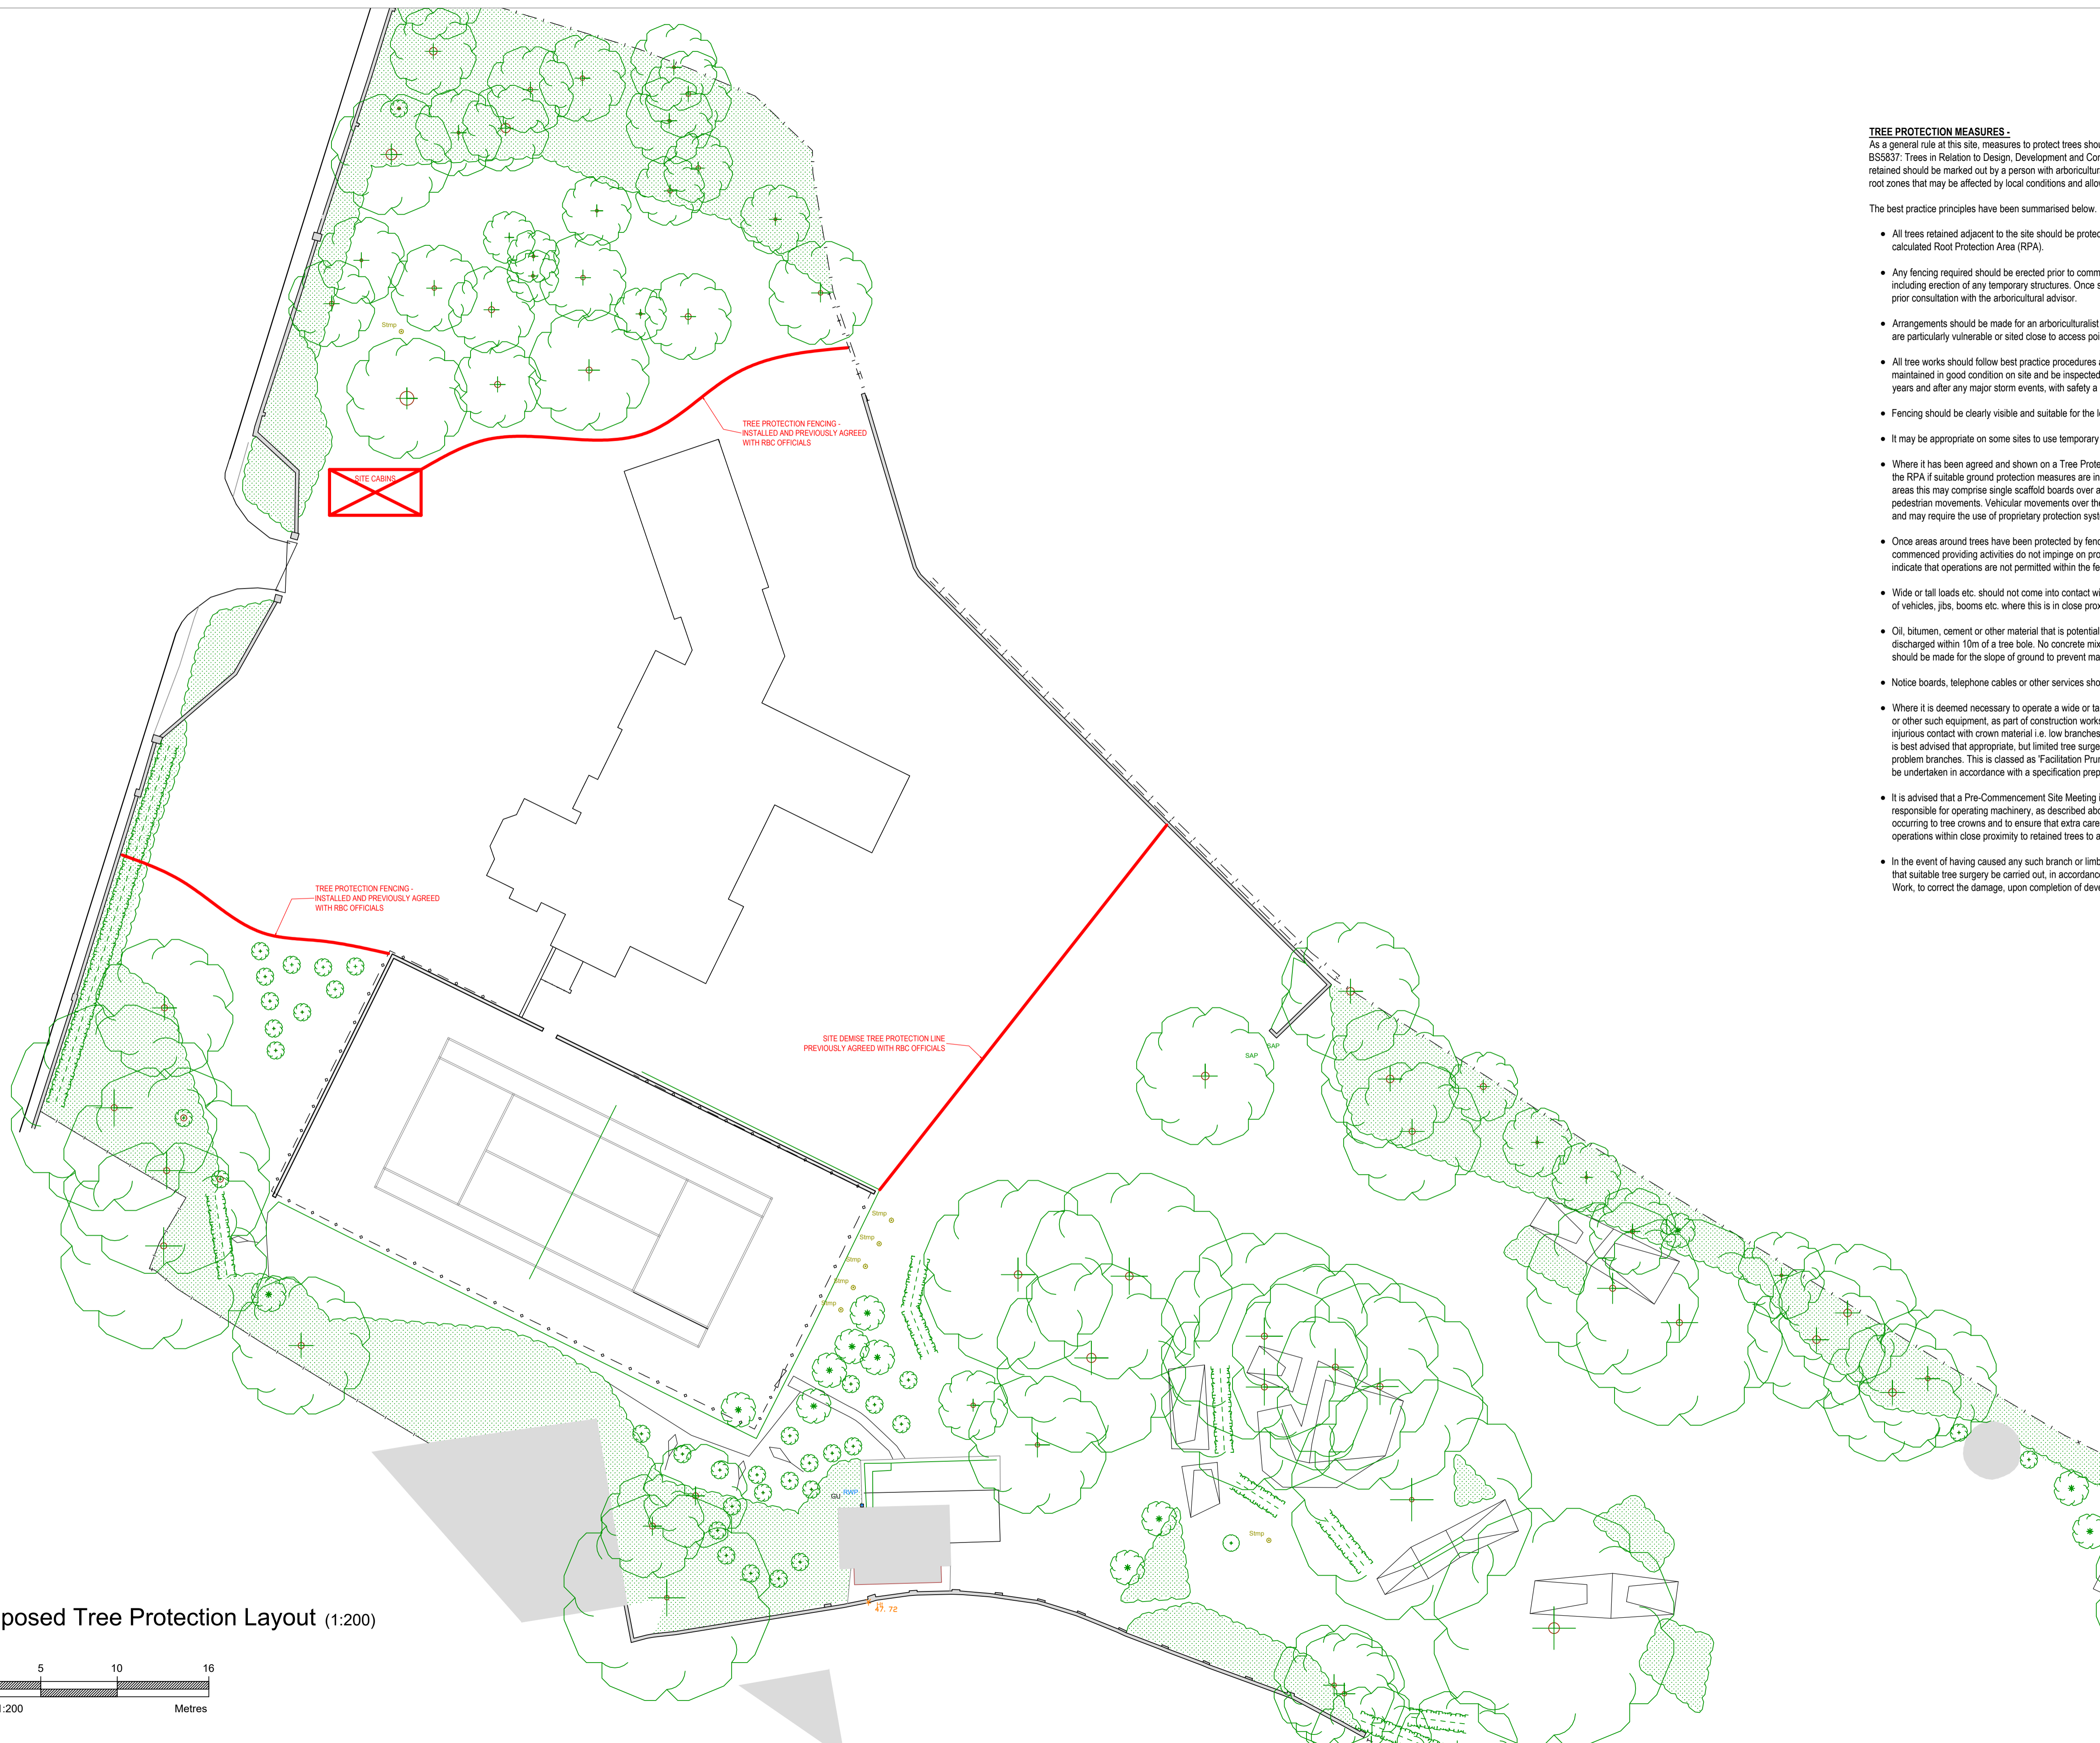 TREE PROTECTION MEASURES -
As a general rule at this site, measures to protect trees shou
BS5837: Trees in Relation to Design, Development and Con
retained should be marked out by a person with arboricultura
root zones that may be affected by local conditions and allow
The best practice principles have been summarised below.
All trees retained adjacent to the site should be protec
calculated Root Protection Area (RPA).
Any fencing required should be erected prior to comm
including erection of any temporary structures. Once s
prior consultation with the arboricultural advisor.
Arrangements should be made for an arboriculturalist
are particularly vulnerable or sited close to access poi
All tree works should follow best practice procedures a
maintained in good condition on site and be inspected
years and after any major storm events, with safety a
Fencing should be clearly visible and suitable for the l
It may be appropriate on some sites to use temporary
Where it has been agreed and shown on a Tree Prote
the RPA if suitable ground protection measures are in
areas this may comprise single scaffold boards over a
pedestrian movements. Vehicular movements over the
and may require the use of proprietary protection syst
Once areas around trees have been protected by fenc
commenced providing activities do not impinge on pro
indicate that operations are not permitted within the fe
Wide or tall loads etc. should not come into contact wi
of vehicles, jibs, booms etc. where this is in close prox
Oil, bitumen, cement or other material that is potential
discharged within 10m of a tree bole. No concrete mix
should be made for the slope of ground to prevent ma
Notice boards, telephone cables or other services sho
Where it is deemed necessary to operate a wide or ta
or other such equipment, as part of construction works
injurious contact with crown material i.e. low branches
is best advised that appropriate, but limited tree surge
problem branches. This is classed as 'Facilitation Prun
be undertaken in accordance with a specification prep
It is advised that a Pre-Commencement Site Meeting i
responsible for operating machinery, as described abo
occurring to tree crowns and to ensure that extra care
operations within close proximity to retained trees to a
In the event of having caused any such branch or limb
that suitable tree surgery be carried out, in accordance
Work, to correct the damage, upon completion of deve
Stmp
TREE PROTECTION FENCING -
INSTALLED AND PREVIOUSLY AGREED
WITH RBC OFFICIALS
SITE CABINS
TREE PROTECTION FENCING -
INSTALLED AND PREVIOUSLY AGREED
WITH RBC OFFICIALS
SITE DEMISE TREE PROTECTION LINE
PREVIOUSLY AGREED WITH RBC OFFICIALS
SAP
SAP
Stmp
Stmp
Stmp
Stmp
Stmp
GU
RWP
Stmp
47. 72
posed Tree Protection Layout (1:200)
5 10 16
:200 Metres